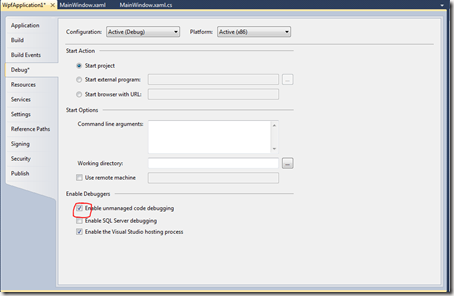 WpfApplication1* × MainWindow.xaml MainWindow.xaml.cs
Application
Build
Build Events
Debug*
Resources
Services
Settings
Reference Paths
Signing
Security
Publish
Configuration: Active (Debug) Platform: Active (x86)
Start Action
Start project
Start external program: ...
Start browser with URL:
Start Options
Command line arguments:
Working directory: ...
Use remote machine
Enable Debuggers
Enable unmanaged code debugging
Enable SQL Server debugging
Enable the Visual Studio hosting process